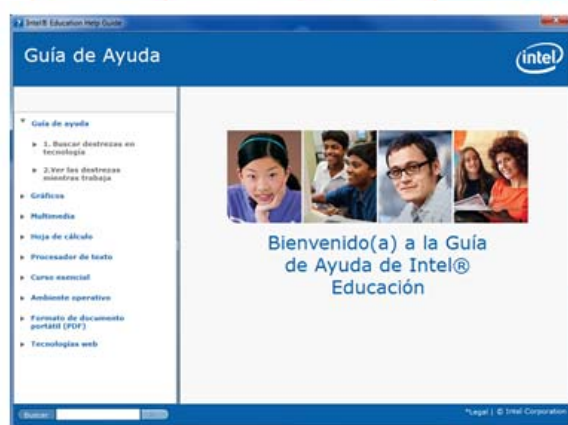 Intel® Education Help Guide
Guía de Ayuda
intel
Guía de ayuda
1. Buscar destrezas en
tecnología
2.Ver las destrezas
mientras trabaja
Gráficos
Multimedia
Hoja de cálculo
Procesador de texto
Curso esencial
Ambiente operativo
Formato de documento
portátil (PDF)
Tecnologías web
Bienvenido(a) a la Guía
de Ayuda de Intel®
Educación
Buscar
*Legal | © Intel Corporation